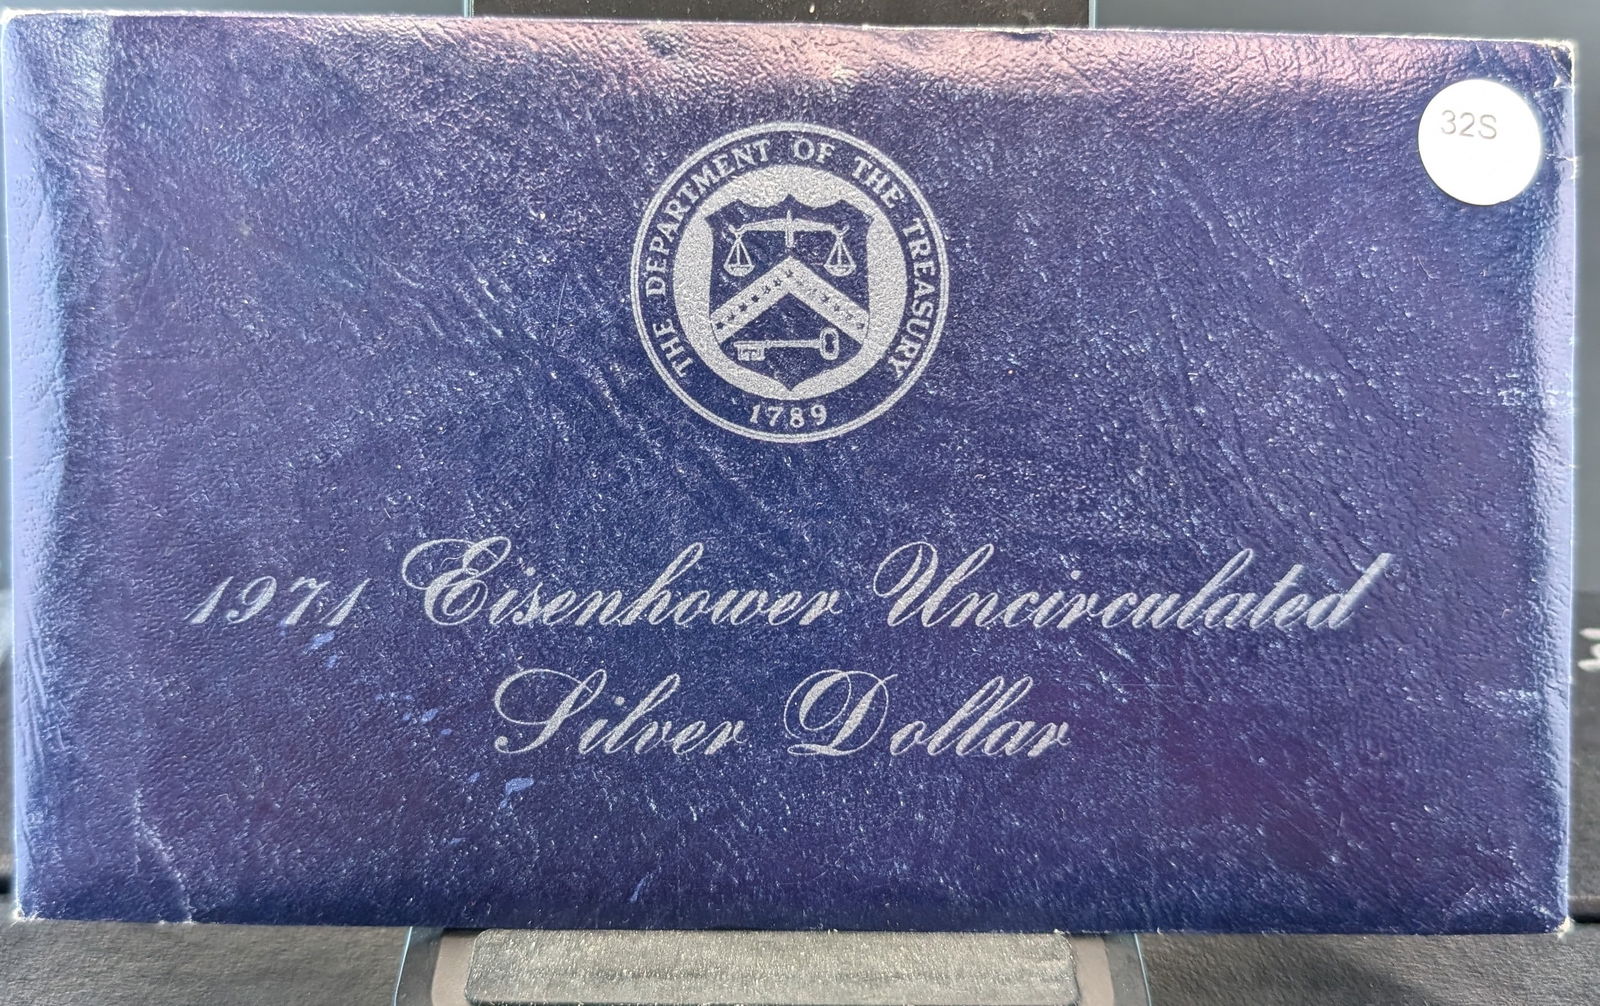 32S
THE DEPARTMENT OF THE TREASURY
1789
1971 Eisenhower Uncirculated
Silver Dollar